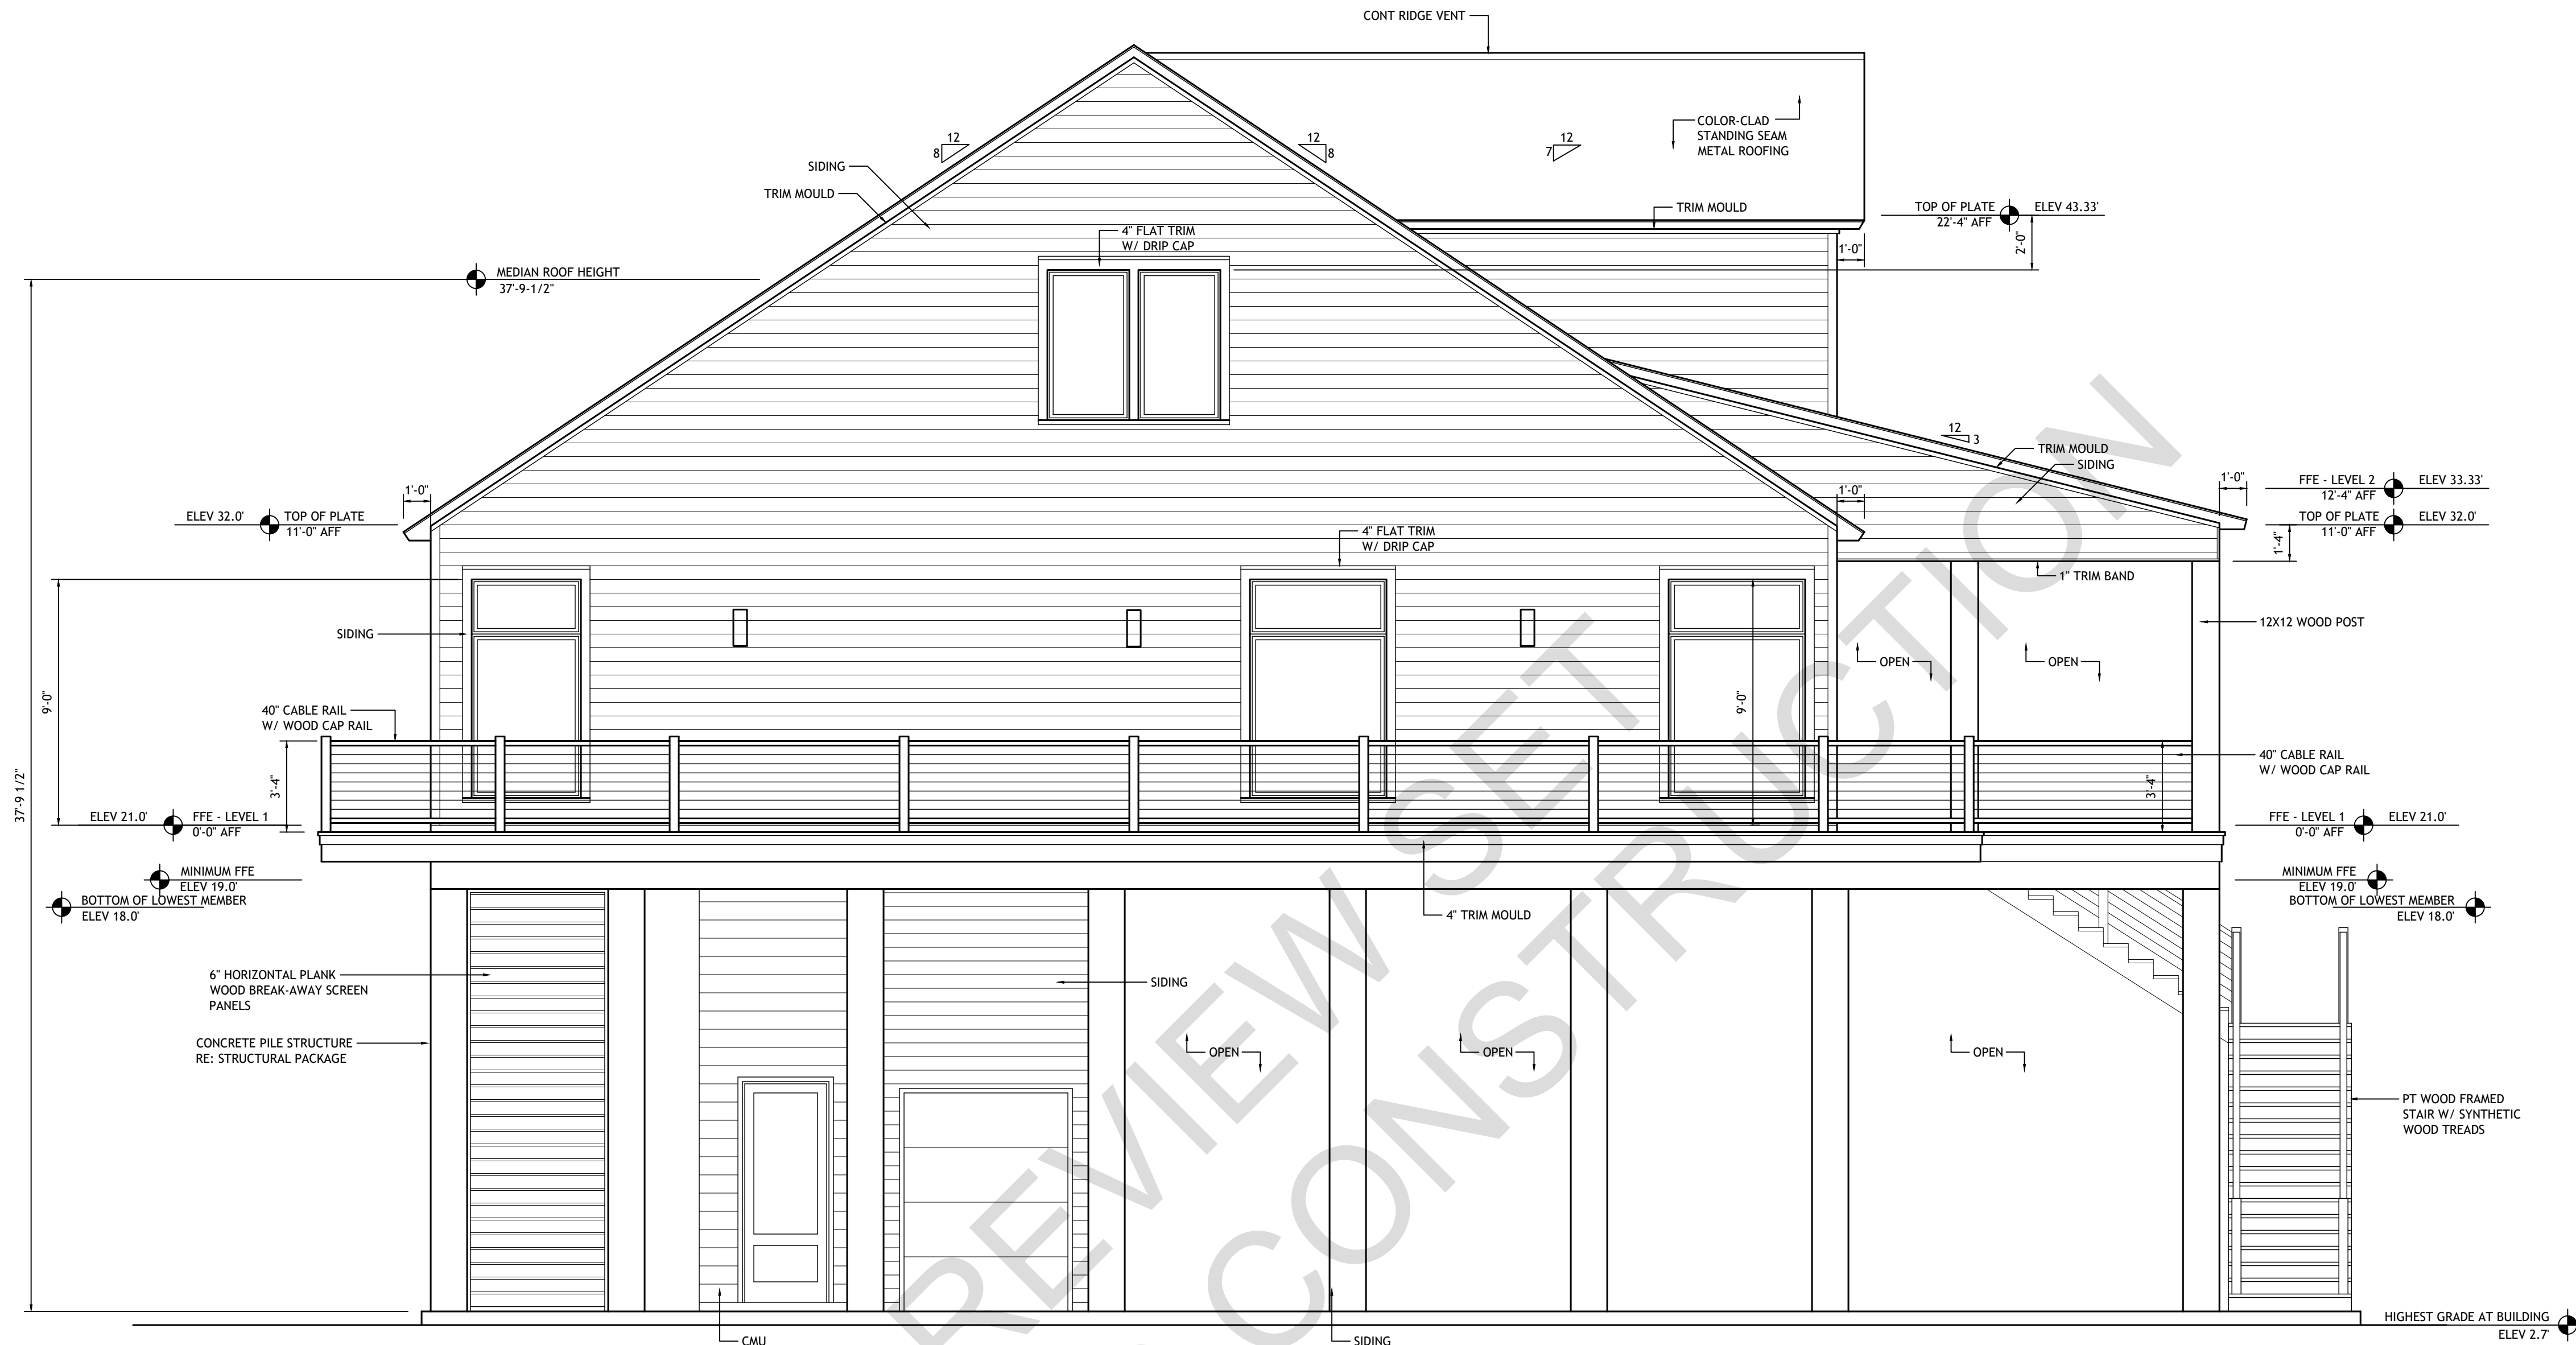 CONT RIDGE VENT
12
8
12
8
12
7
COLOR-CLAD
STANDING SEAM
METAL ROOFING
SIDING
TRIM MOULD
TRIM MOULD
TOP OF PLATE
22'-4" AFF
ELEV 43.33'
2'-0"
1'-0"
4" FLAT TRIM
W/ DRIP CAP
MEDIAN ROOF HEIGHT
37'-9-1/2"
12
3
TRIM MOULD
SIDING
1'-0"
1'-0"
1'-0"
FFE - LEVEL 2
12'-4" AFF
ELEV 33.33'
ELEV 32.0'
TOP OF PLATE
11'-0" AFF
TOP OF PLATE
11'-0" AFF
ELEV 32.0'
1'-4"
4" FLAT TRIM
W/ DRIP CAP
1" TRIM BAND
12X12 WOOD POST
SIDING
OPEN
OPEN
9'-0"
9'-0"
40" CABLE RAIL
W/ WOOD CAP RAIL
40" CABLE RAIL
W/ WOOD CAP RAIL
3'-4"
3'-4"
37'-9 1/2"
ELEV 21.0'
FFE - LEVEL 1
0'-0" AFF
FFE - LEVEL 1
0'-0" AFF
ELEV 21.0'
MINIMUM FFE
ELEV 19.0'
BOTTOM OF LOWEST MEMBER
ELEV 18.0'
MINIMUM FFE
ELEV 19.0'
BOTTOM OF LOWEST MEMBER
ELEV 18.0'
4" TRIM MOULD
6" HORIZONTAL PLANK
WOOD BREAK-AWAY SCREEN
PANELS
SIDING
CONCRETE PILE STRUCTURE
RE: STRUCTURAL PACKAGE
OPEN
OPEN
OPEN
PT WOOD FRAMED
STAIR W/ SYNTHETIC
WOOD TREADS
HIGHEST GRADE AT BUILDING
ELEV 2.7'
CMU
SIDING
REVIEW SET
CONSTRUCTION